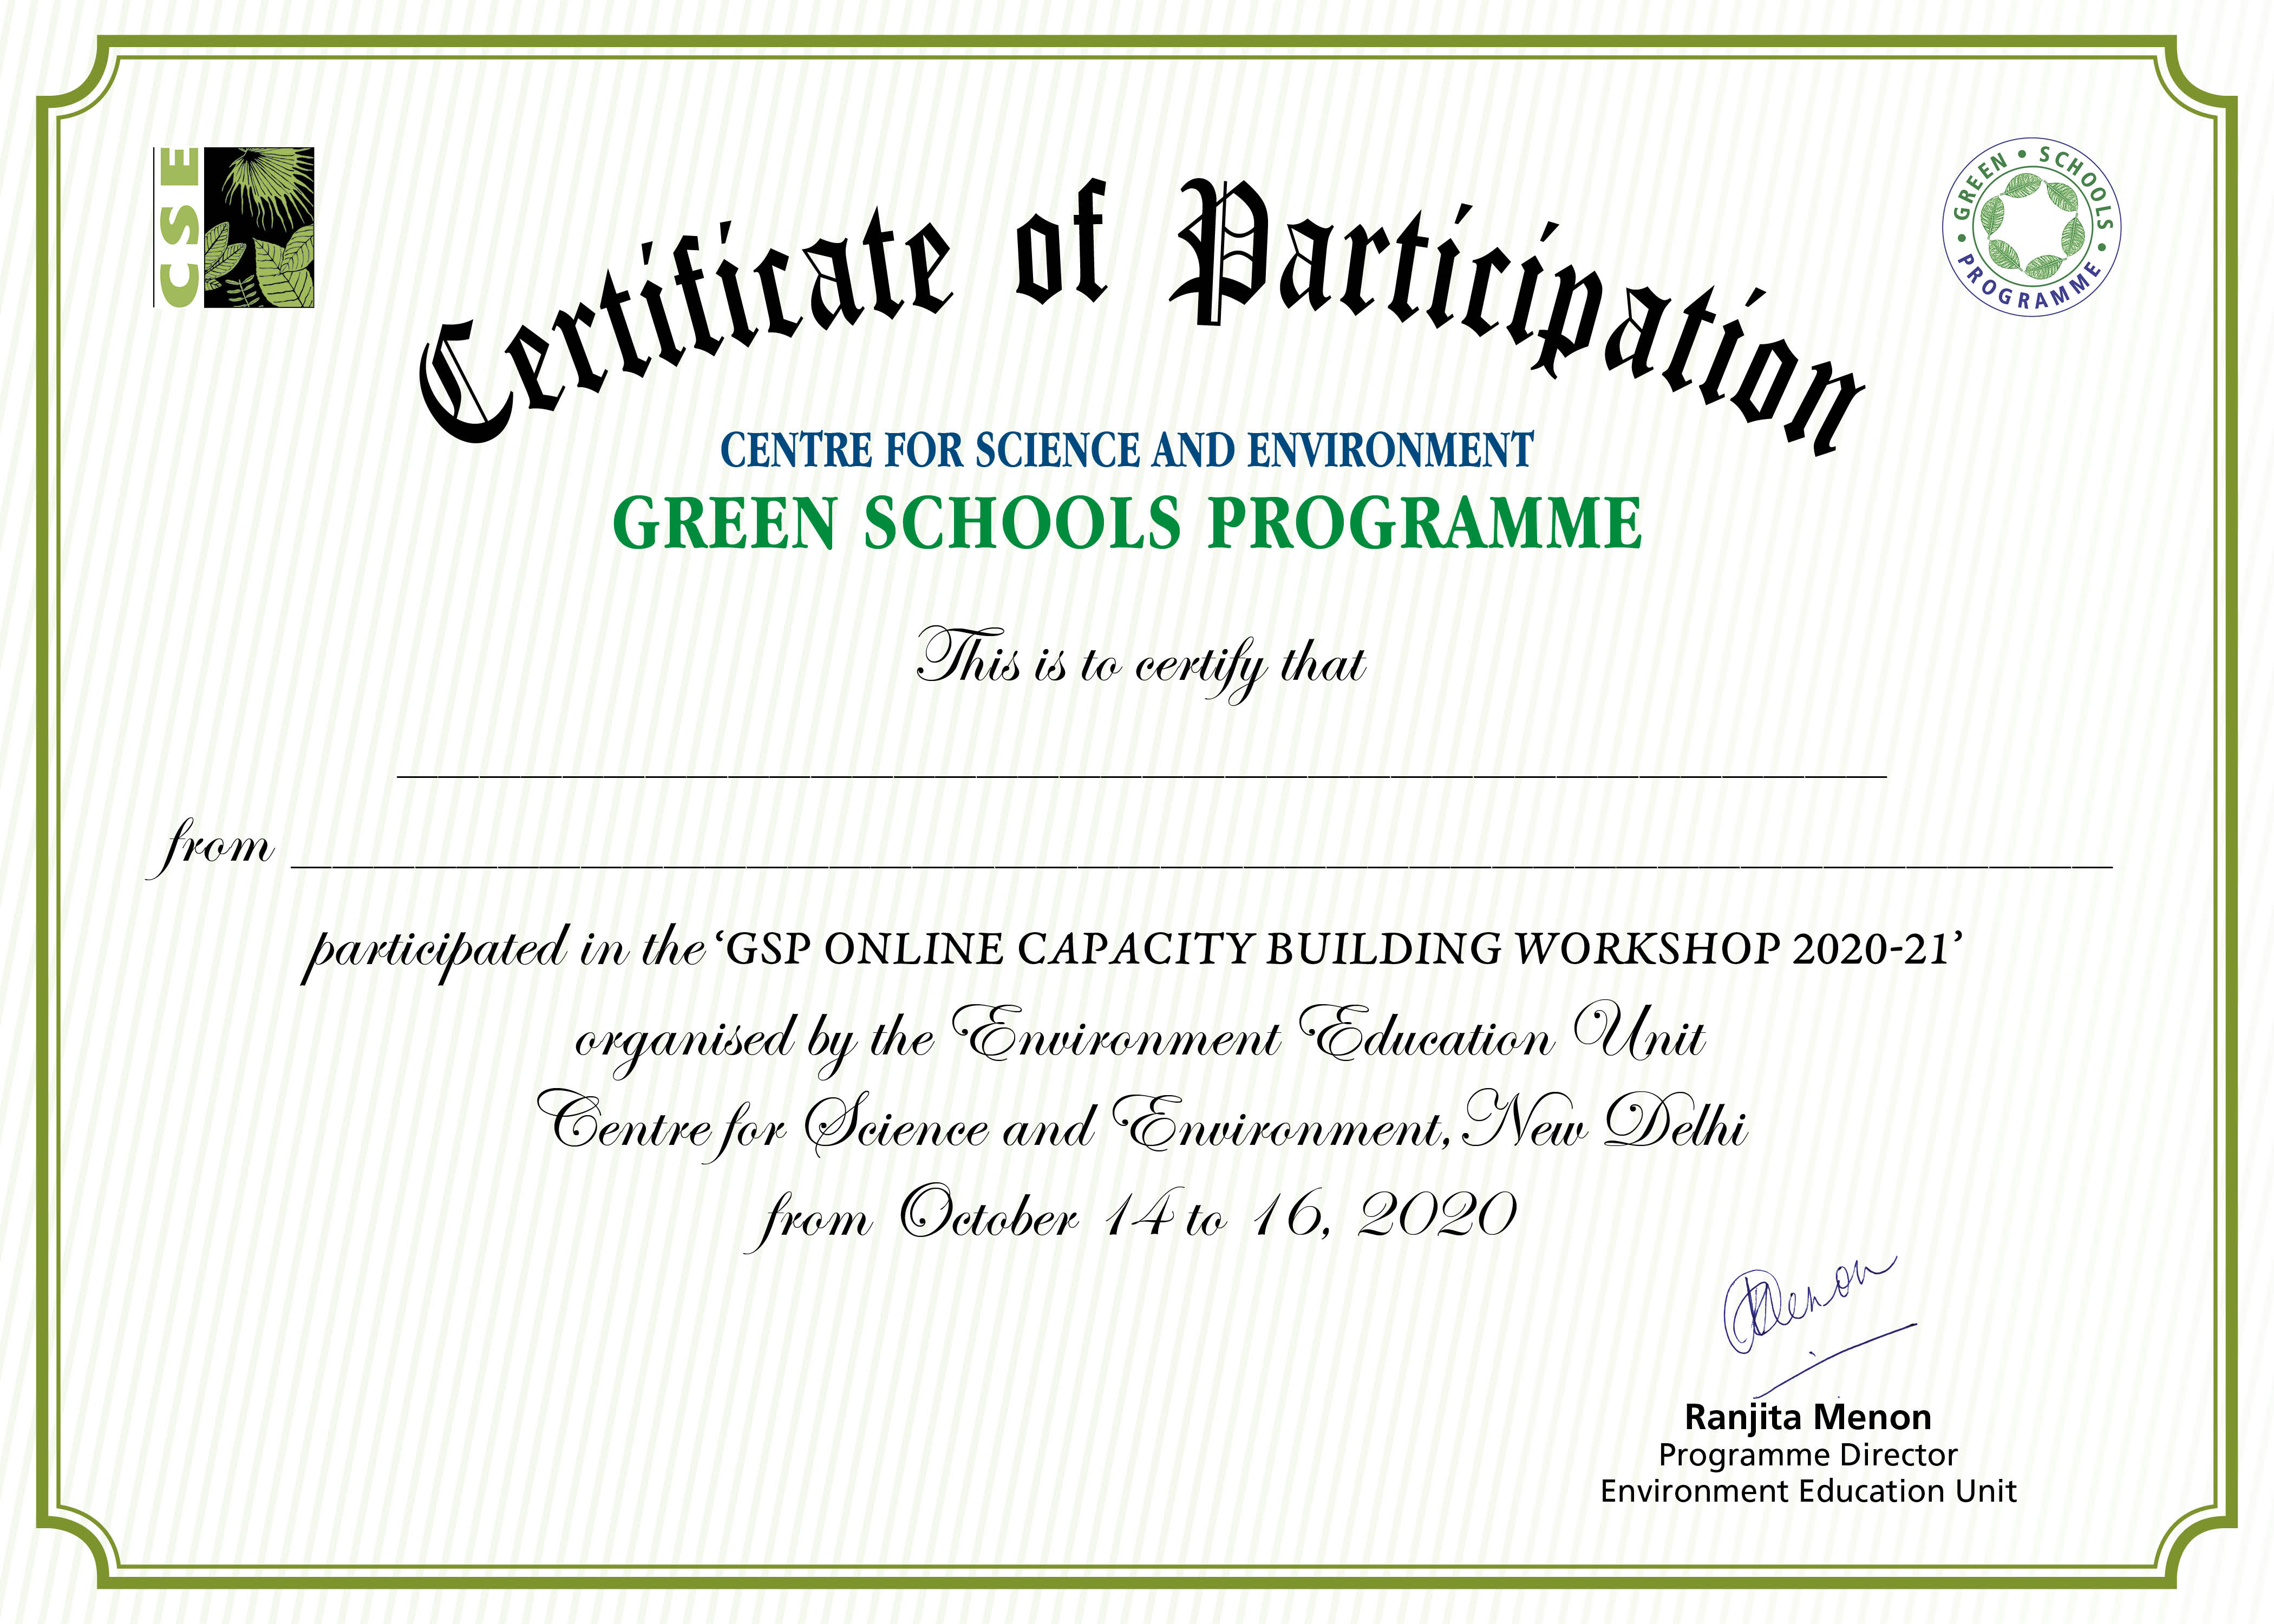 CSE
GREEN • SCHOOLS • PROGRAMME •
Certificate of Participation
CENTRE FOR SCIENCE AND ENVIRONMENT
GREEN SCHOOLS PROGRAMME
This is to certify that
from
participated in the ‘GSP ONLINE CAPACITY BUILDING WORKSHOP 2020-21’
organised by the Environment Education Unit
Centre for Science and Environment, New Delhi
from October 14 to 16, 2020
Menon
Ranjita Menon
Programme Director
Environment Education Unit